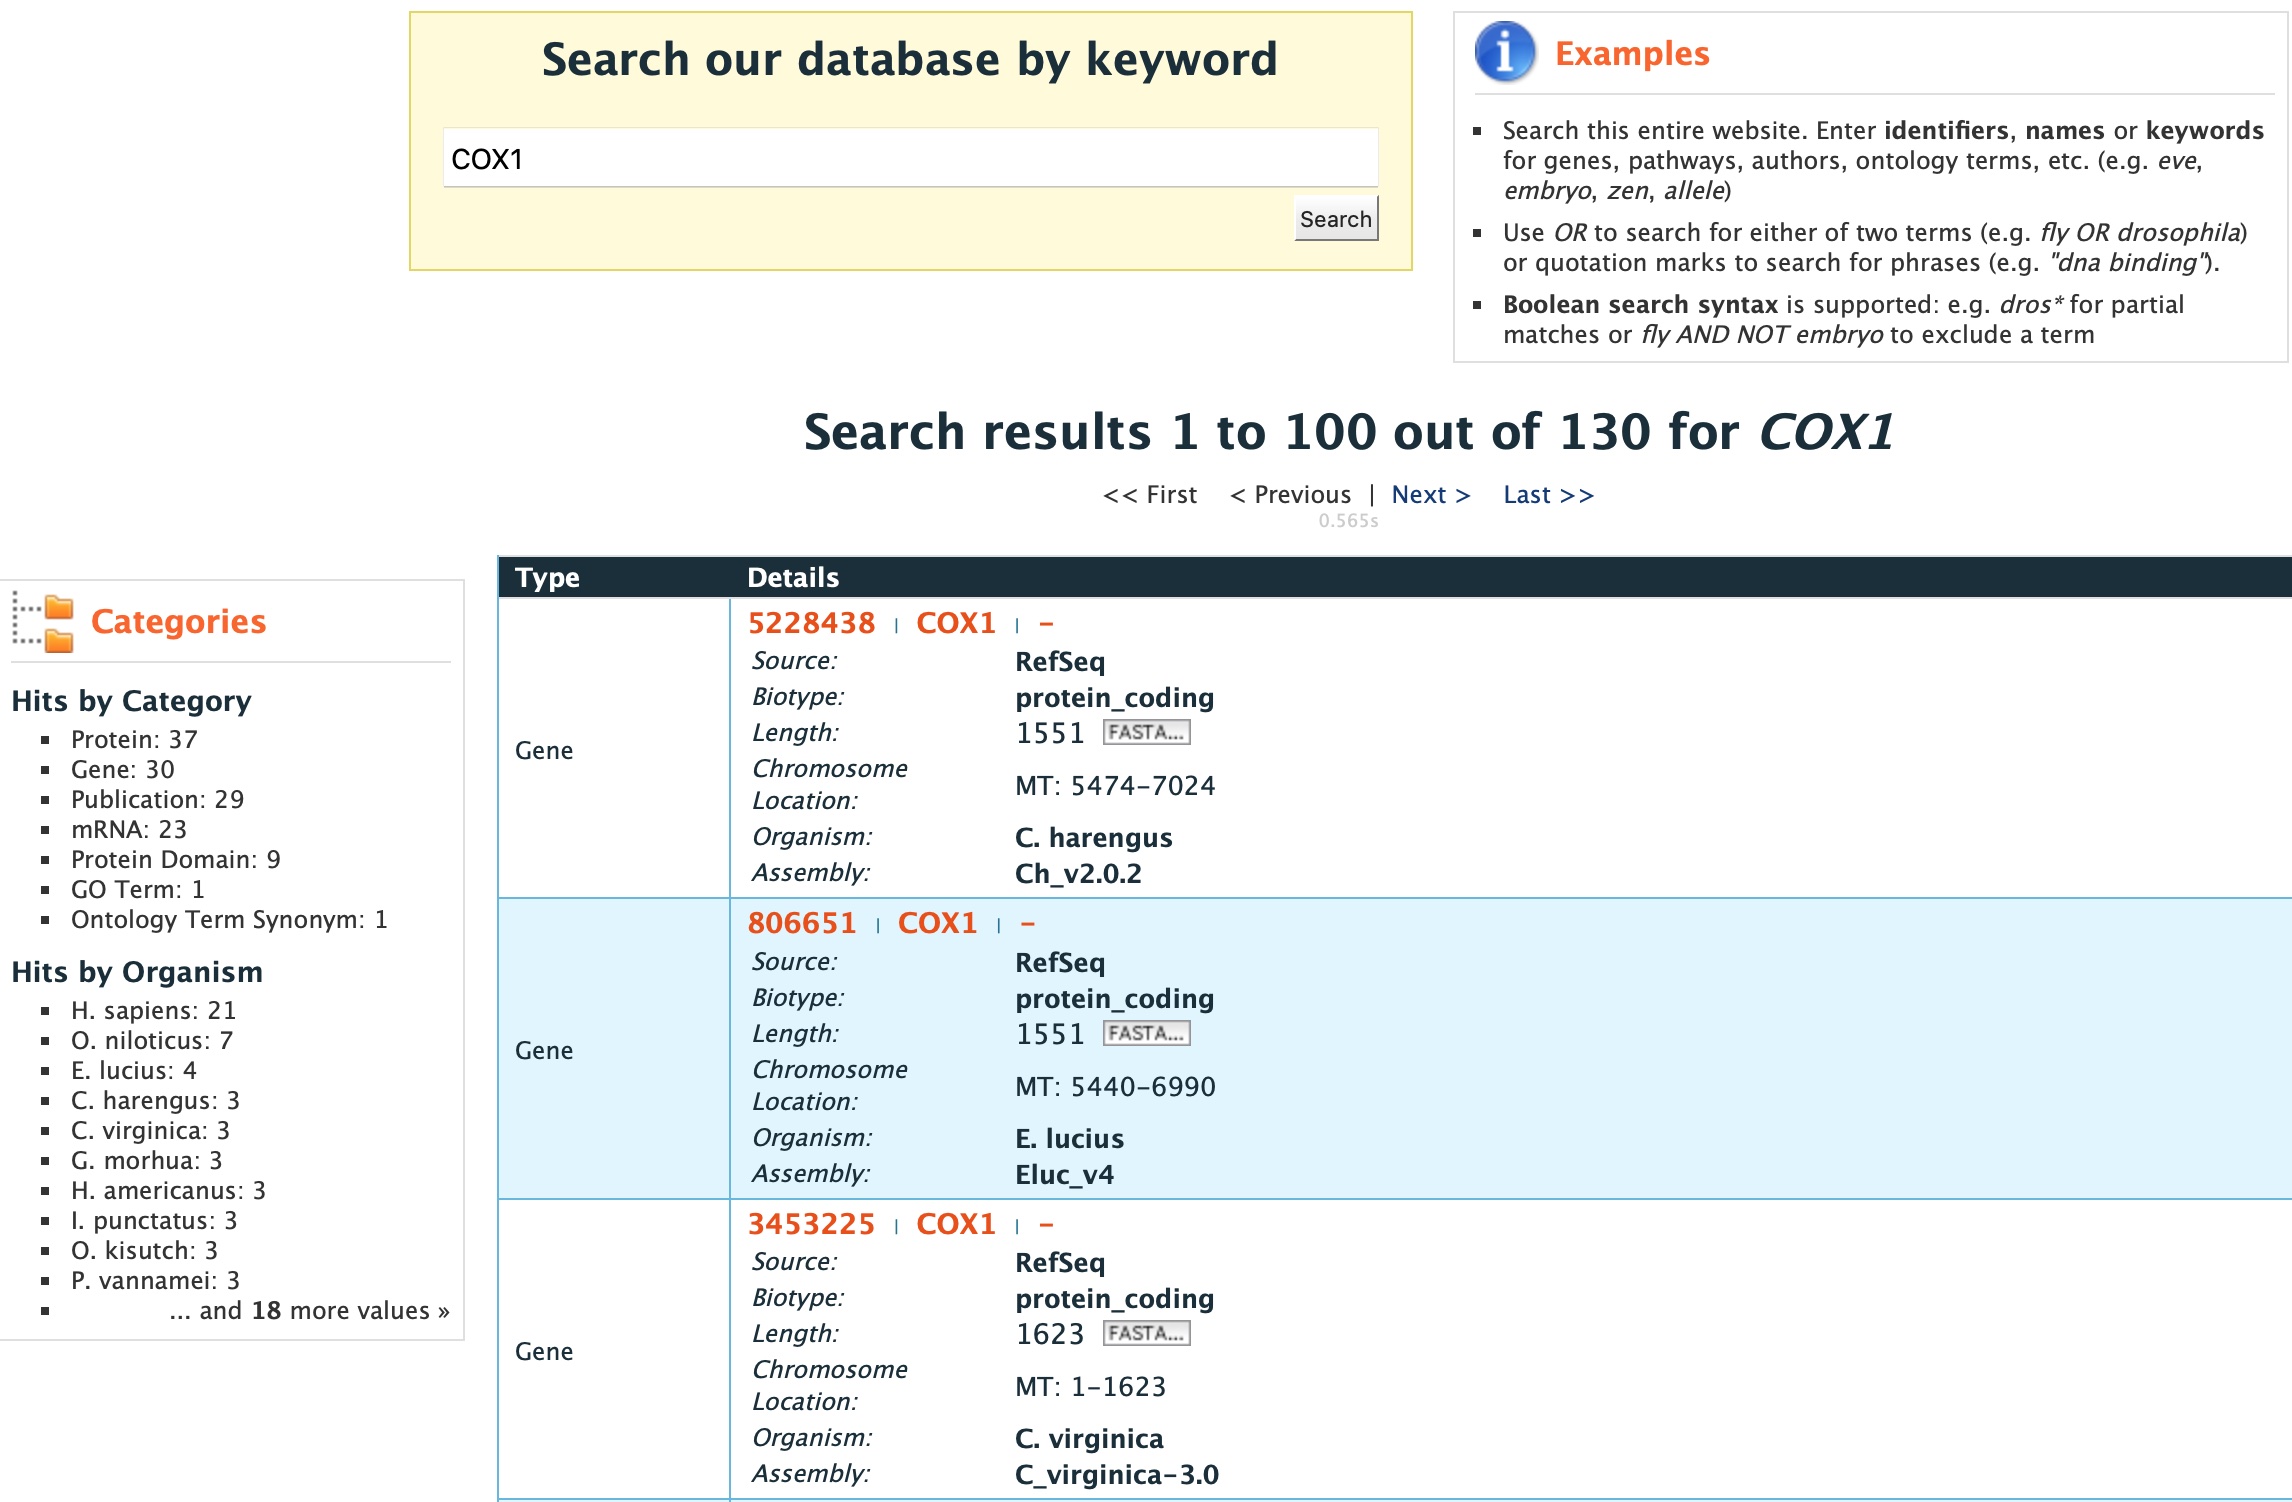 Search our database by keyword
COX1
Search
Examples
Search this entire website. Enter identifiers, names or keywords
for genes, pathways, authors, ontology terms, etc. (e.g. eve,
embryo, zen, allele)
Use OR to search for either of two terms (e.g. fly OR drosophila)
or quotation marks to search for phrases (e.g. "dna binding").
Boolean search syntax is supported: e.g. dros* for partial
matches or fly AND NOT embryo to exclude a term
Search results 1 to 100 out of 130 for COX1
<< First < Previous | Next > Last >>
0.565s
Categories
Hits by Category
Protein: 37
Gene: 30
Publication: 29
mRNA: 23
Protein Domain: 9
GO Term: 1
Ontology Term Synonym: 1
Hits by Organism
H. sapiens: 21
O. niloticus: 7
E. lucius: 4
C. harengus: 3
C. virginica: 3
G. morhua: 3
H. americanus: 3
I. punctatus: 3
O. kisutch: 3
P. vannamei: 3
... and 18 more values »
Type Details
Gene
5228438 | COX1 | –
Source: RefSeq
Biotype: protein_coding
Length: 1551 FASTA...
Chromosome
Location: MT: 5474–7024
Organism: C. harengus
Assembly: Ch_v2.0.2
Gene
806651 | COX1 | –
Source: RefSeq
Biotype: protein_coding
Length: 1551 FASTA...
Chromosome
Location: MT: 5440–6990
Organism: E. lucius
Assembly: Eluc_v4
Gene
3453225 | COX1 | –
Source: RefSeq
Biotype: protein_coding
Length: 1623 FASTA...
Chromosome
Location: MT: 1–1623
Organism: C. virginica
Assembly: C_virginica-3.0